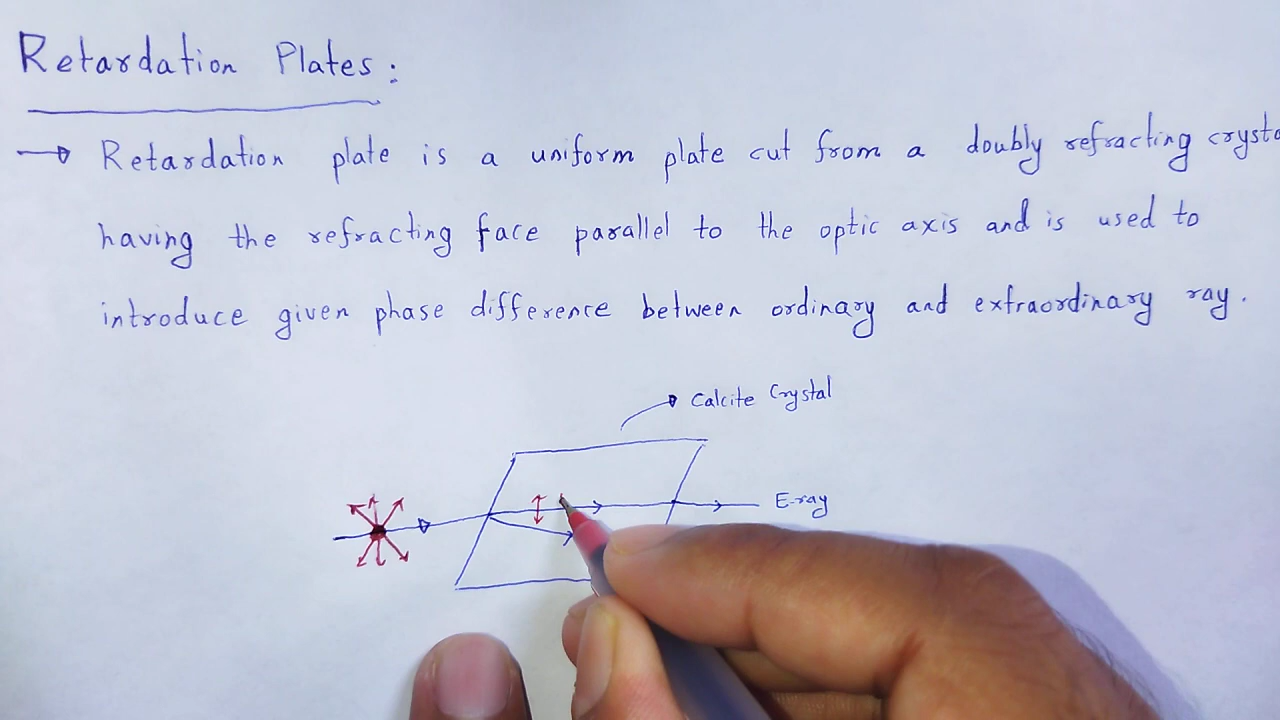 Retardation Plates:
→ Retardation plate is a uniform plate cut from a doubly refracting
having the refracting face parallel to the optic axis and is used to
introduce given phase difference between ordinary and extraordinary ray.
Calcite Crystal
E-ray